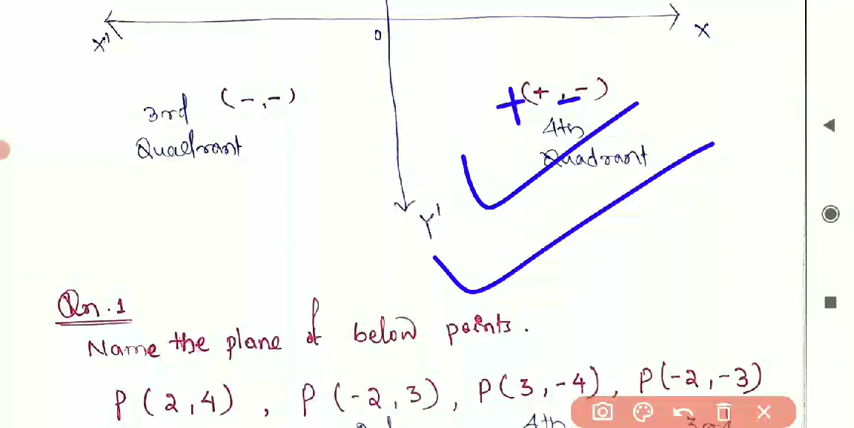 X' O X
3rd (-,-) + (+,-)
Quadrant 4th
Quadrant
Y'
Qn.1
Name the plane of below points.
P(2,4), P(-2,3), P(3,-4), P(-2,-3)
4th